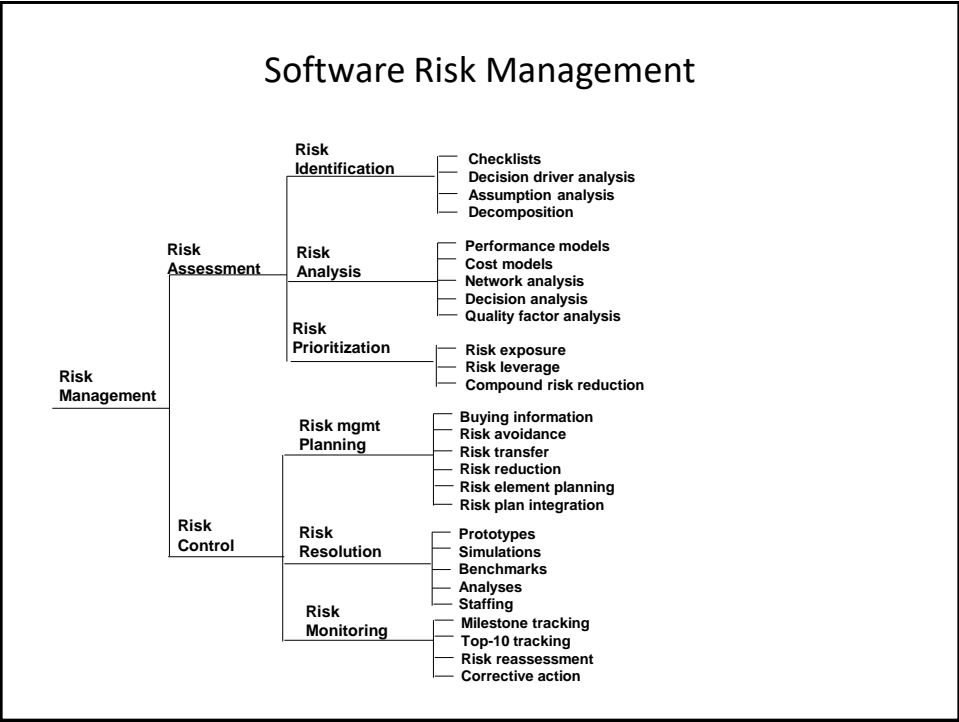 Software Risk Management
Risk
Identification
Checklists
Decision driver analysis
Assumption analysis
Decomposition
Risk
Assessment
Risk
Analysis
Performance models
Cost models
Network analysis
Decision analysis
Quality factor analysis
Risk
Prioritization
Risk exposure
Risk leverage
Compound risk reduction
Risk
Management
Risk mgmt
Planning
Buying information
Risk avoidance
Risk transfer
Risk reduction
Risk element planning
Risk plan integration
Risk
Control
Risk
Resolution
Prototypes
Simulations
Benchmarks
Analyses
Staffing
Risk
Monitoring
Milestone tracking
Top-10 tracking
Risk reassessment
Corrective action